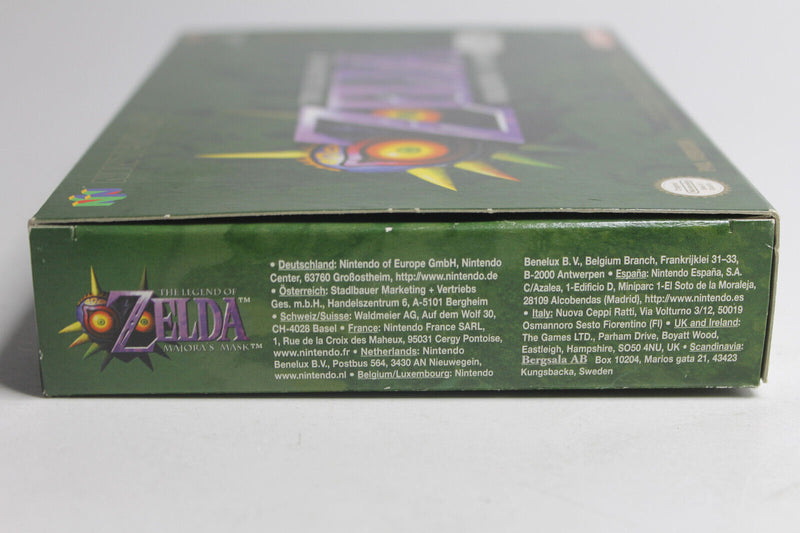 THE LEGEND OF
ZELDA™
MAJORA'S MASK™
• Deutschland: Nintendo of Europe GmbH, Nintendo
Center, 63760 Großostheim, http://www.nintendo.de
• Österreich: Stadlbauer Marketing + Vertriebs
Ges. m.b.H., Handelszentrum 6, A-5101 Bergheim
• Schweiz/Suisse: Waldmeier AG, Auf dem Wolf 30,
CH-4028 Basel • France: Nintendo France SARL,
1, Rue de la Croix des Maheux, 95031 Cergy Pontoise,
www.nintendo.fr • Netherlands: Nintendo
Benelux B.V., Postbus 564, 3430 AN Nieuwegein,
www.nintendo.nl • Belgium/Luxembourg: Nintendo
Benelux B.V., Belgium Branch, Frankrijklei 31–33,
B-2000 Antwerpen • España: Nintendo España, S.A.
C/Azalea, 1-Edificio D, Miniparc 1-El Soto de la Moraleja,
28109 Alcobendas (Madrid), http://www.nintendo.es
• Italy: Nuova Ceppi Ratti, Via Volturno 3/12, 50019
Osmannoro Sesto Fiorentino (FI) • UK and Ireland:
The Games LTD., Parham Drive, Boyatt Wood,
Eastleigh, Hampshire, SO50 4NU, UK • Scandinavia:
Bergsala AB Box 10204, Marios gata 21, 43423
Kungsbacka, Sweden